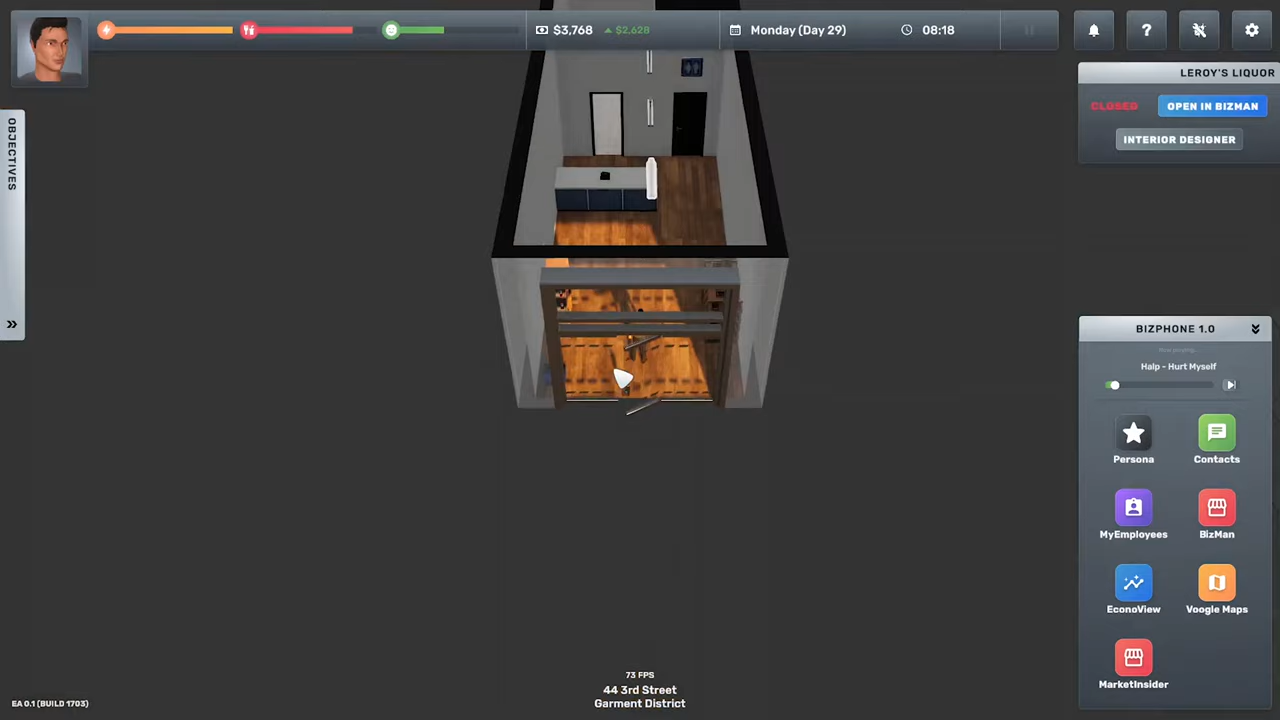 $3,768
$2,628
Monday (Day 29)
08:18
?
LEROY'S LIQUOR
CLOSED
OPEN IN BIZMAN
INTERIOR DESIGNER
OBJECTIVES
BIZPHONE 1.0
Now playing
Halp - Hurt Myself
Persona
Contacts
MyEmployees
BizMan
EconoView
Voogle Maps
MarketInsider
73 FPS
44 3rd Street
Garment District
EA 0.1 (BUILD 1703)